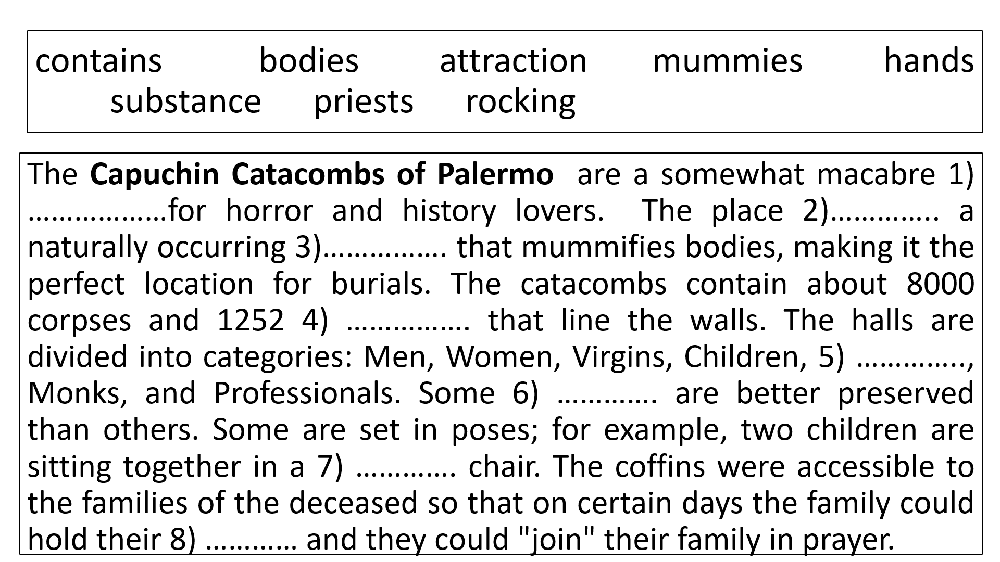 contains bodies attraction mummies hands
substance priests rocking
The Capuchin Catacombs of Palermo are a somewhat macabre 1)
………………for horror and history lovers. The place 2)………….. a
naturally occurring 3)……………. that mummifies bodies, making it the
perfect location for burials. The catacombs contain about 8000
corpses and 1252 4) ……………. that line the walls. The halls are
divided into categories: Men, Women, Virgins, Children, 5) …………..,
Monks, and Professionals. Some 6) …………. are better preserved
than others. Some are set in poses; for example, two children are
sitting together in a 7) …………. chair. The coffins were accessible to
the families of the deceased so that on certain days the family could
hold their 8) ………… and they could "join" their family in prayer.